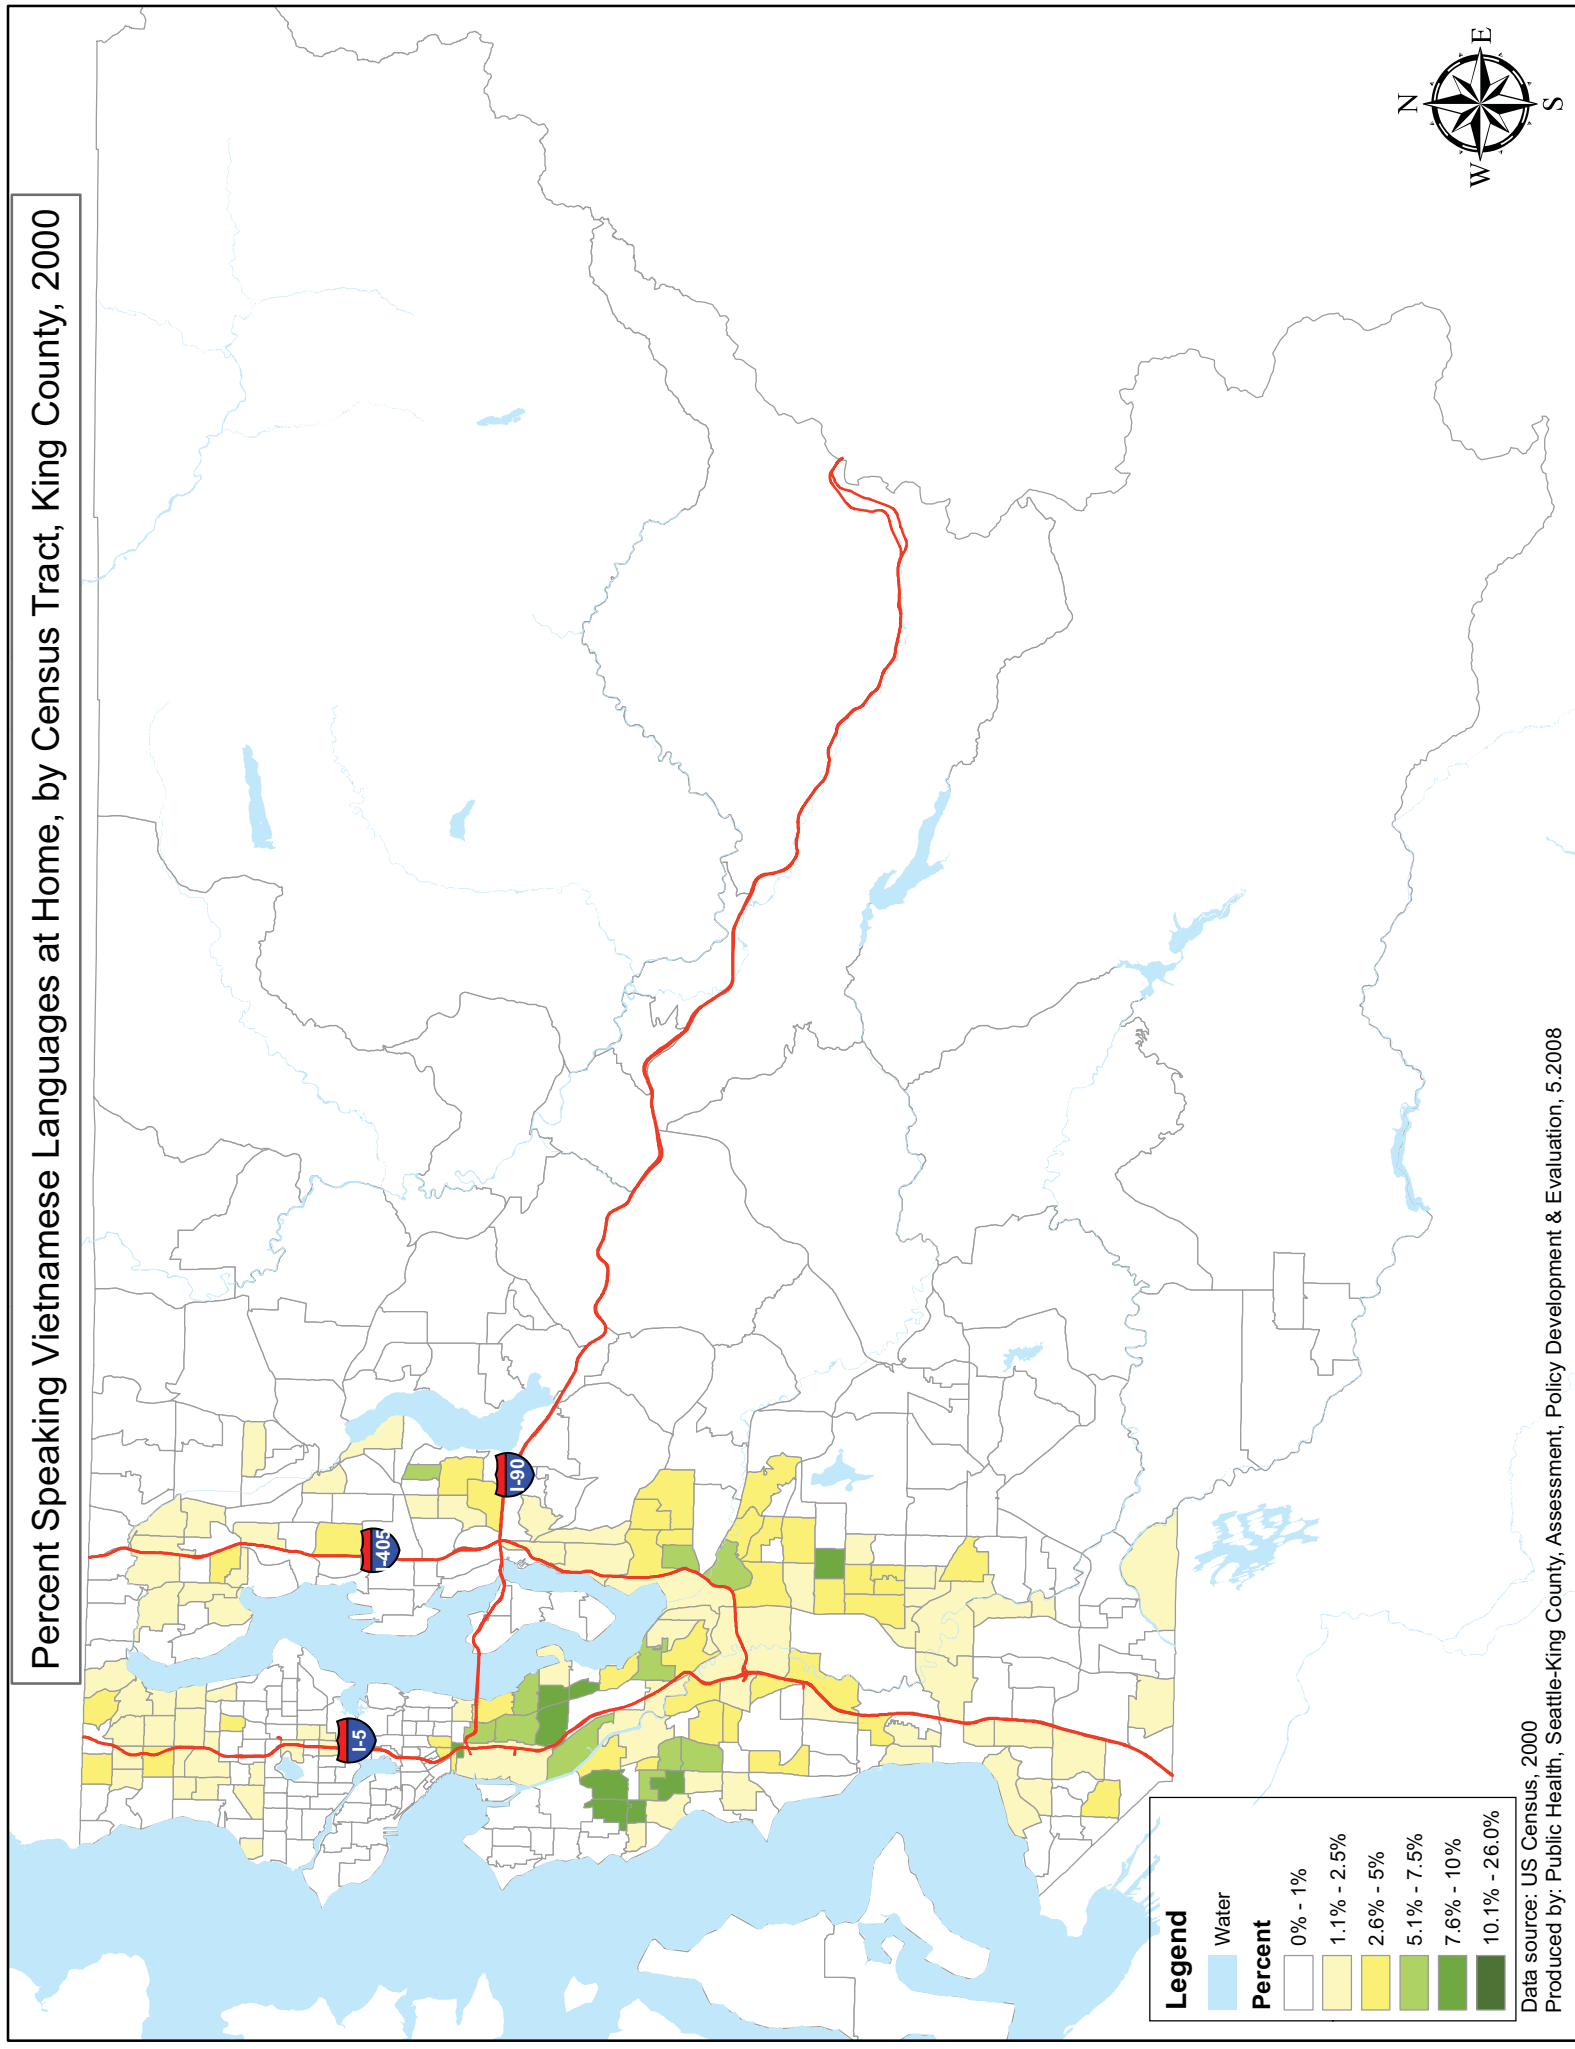 Percent Speaking Vietnamese Languages at Home, by Census Tract, King County, 2000
N
W
E
S
I-5
I-405
I-90
Legend
Water
Percent
0% - 1%
1.1% - 2.5%
2.6% - 5%
5.1% - 7.5%
7.6% - 10%
10.1% - 26.0%
Data source: US Census, 2000
Produced by: Public Health, Seattle-King County, Assessment, Policy Development & Evaluation, 5.2008